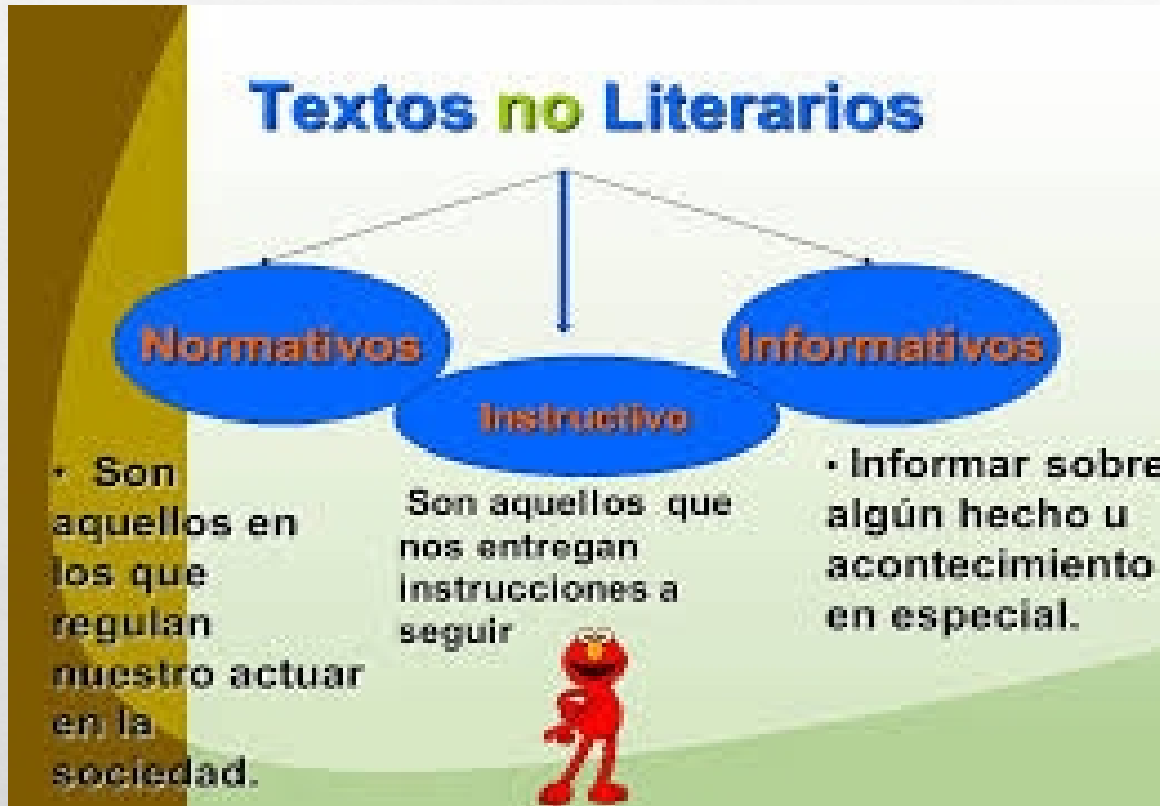 Textos no Literarios
Normativos
Instructivo
Informativos
• Son
aquellos en
los que
regulan
nuestro actuar
en la
sociedad.
Son aquellos que
nos entregan
instrucciones a
seguir
• Informar sobre
algún hecho u
acontecimiento
en especial.